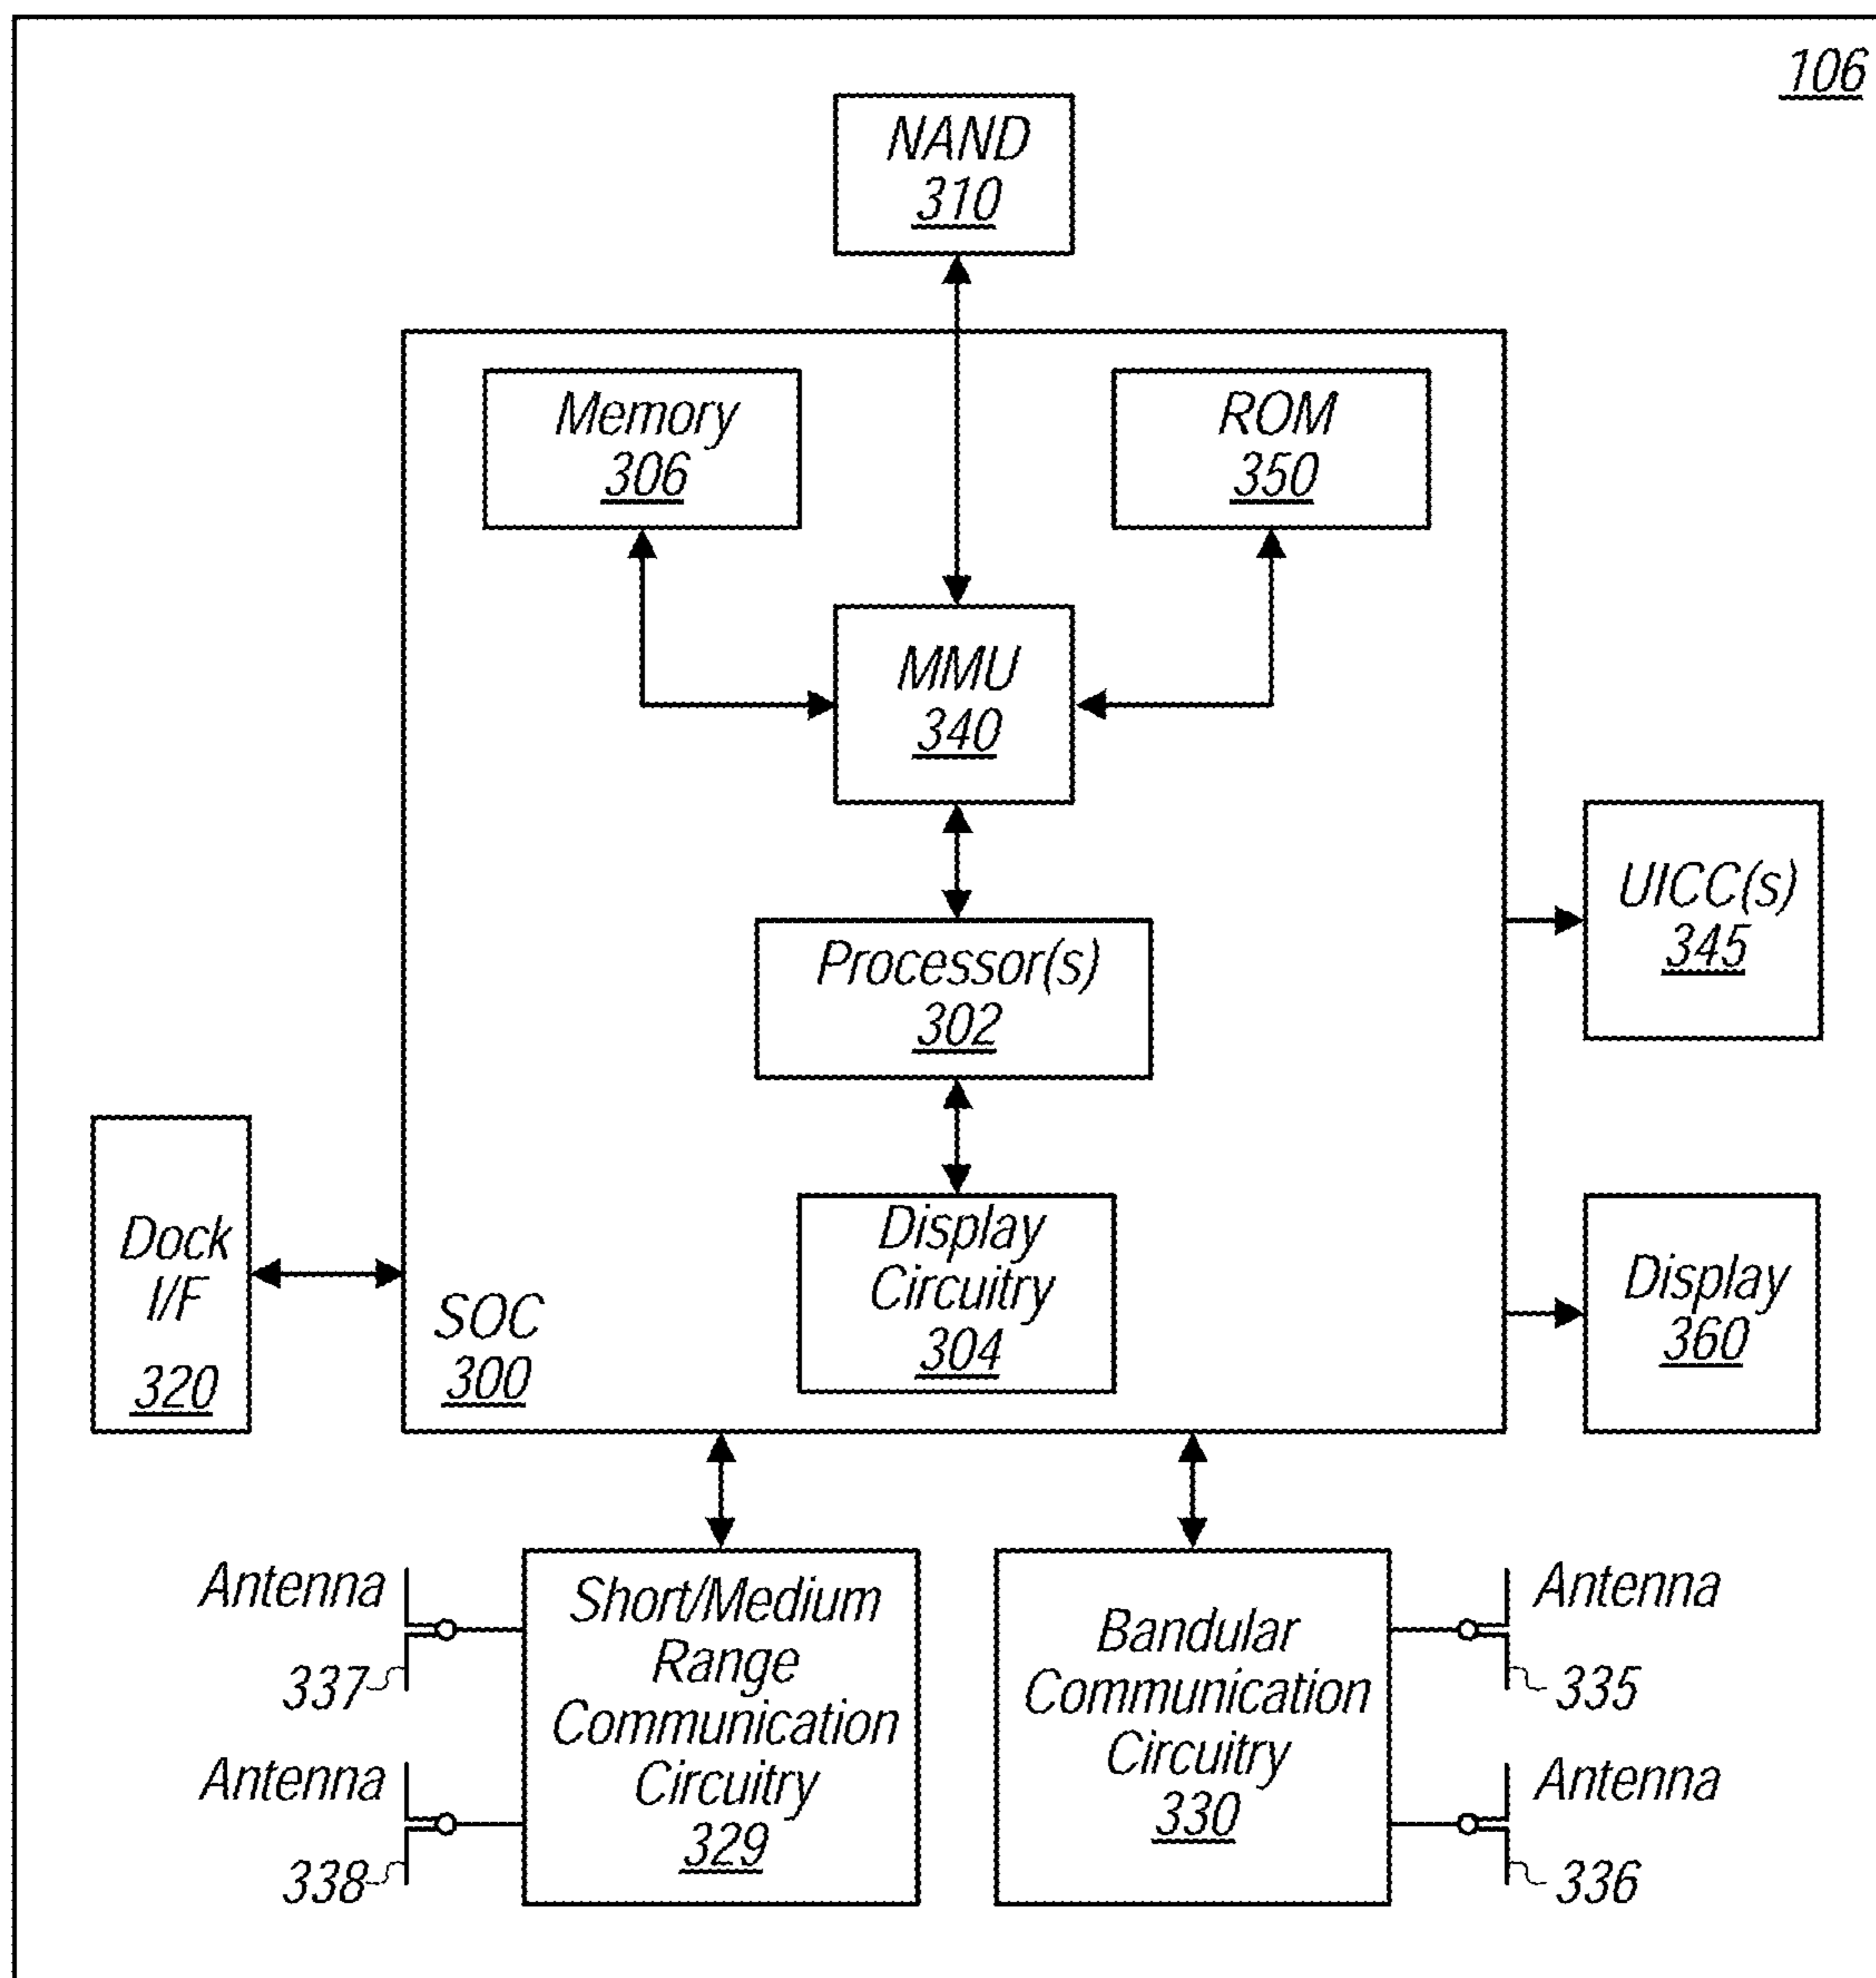 106
NAND
310
Memory
306
ROM
350
MMU
340
UICC(s)
345
Processor(s)
302
Dock
I/F
320
Display
Circuitry
304
SOC
300
Display
360
Antenna
337
Antenna
338
Short/Medium
Range
Communication
Circuitry
329
Bandular
Communication
Circuitry
330
Antenna
335
Antenna
336